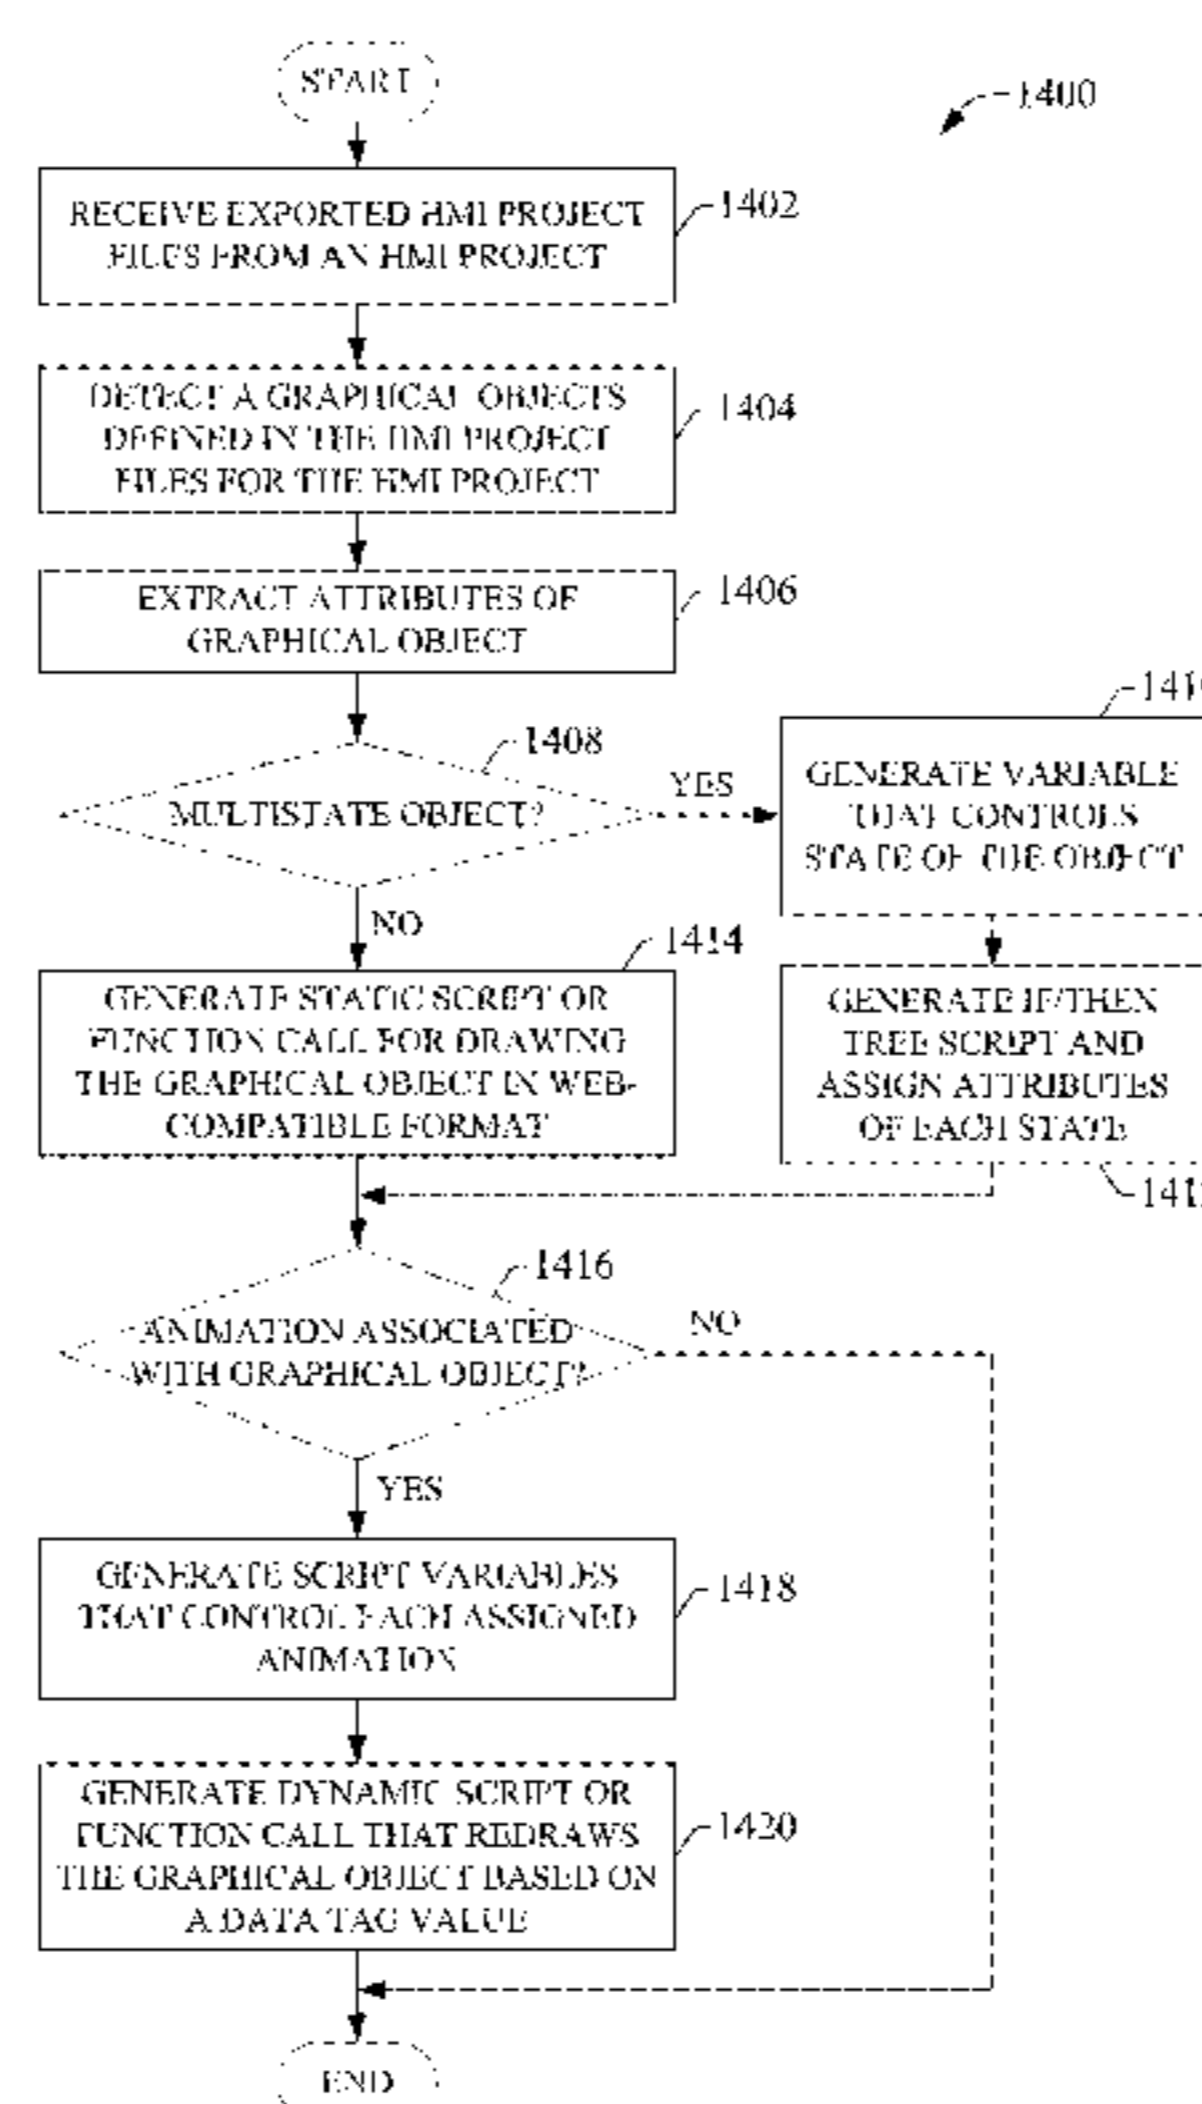 START
1400
RECEIVE EXPORTED HMI PROJECT
FILES FROM AN HMI PROJECT
1402
DETECT A GRAPHICAL OBJECTS
DEFINED IN THE HMI PROJECT
FILES FOR THE HMI PROJECT
1404
EXTRACT ATTRIBUTES OF
GRAPHICAL OBJECT
1406
MULTISTATE OBJECT?
1408
YES
GENERATE VARIABLE
THAT CONTROLS
STATE OF THE OBJECT
NO
1414
GENERATE STATIC SCRIPT OR
FUNCTION CALL FOR DRAWING
THE GRAPHICAL OBJECT IN WEB-
COMPATIBLE FORMAT
GENERATE IF/THEN
TREE SCRIPT AND
ASSIGN ATTRIBUTES
OF EACH STATE
1416
ANIMATION ASSOCIATED
WITH GRAPHICAL OBJECT?
NO
YES
GENERATE SCRIPT VARIABLES
THAT CONTROL EACH ASSIGNED
ANIMATION
1418
GENERATE DYNAMIC SCRIPT OR
FUNCTION CALL THAT REDRAWS
THE GRAPHICAL OBJECT BASED ON
A DATA TAG VALUE
1420
END